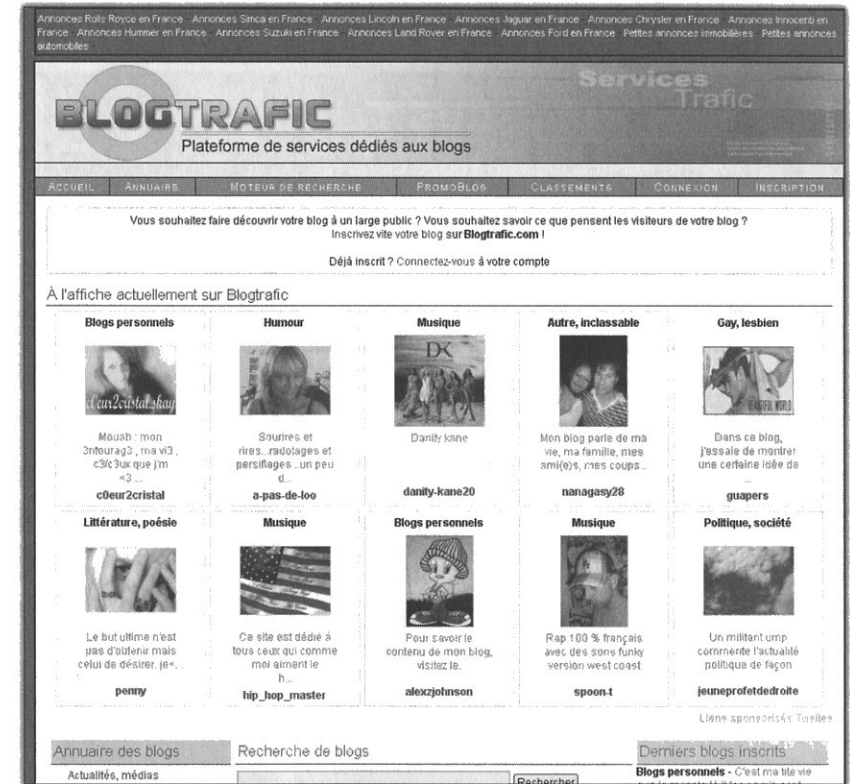 Annonces Rolls Royce en France Annonces Simca en France Annonces Lincoln en France Annonces Jaguar en France Annonces Chrysler en France Annonces Innocenti en
France Annonces Hummer en France Annonces Suzuki en France Annonces Land Rover en France Annonces Ford en France Petites annonces immobilières Petites annonces
automobiles
Services
Trafic
BLOGTRAFIC
Plateforme de services dédiés aux blogs
ACCUEIL ANNUAIRE MOTEUR DE RECHERCHE PROMOBLOG CLASSEMENTS CONNEXION INSCRIPTION
Vous souhaitez faire découvrir votre blog à un large public ? Vous souhaitez savoir ce que pensent les visiteurs de votre blog ?
Inscrivez vite votre blog sur Blogtrafic.com !
Déjà inscrit ? Connectez-vous à votre compte
À l'affiche actuellement sur Blogtrafic
Blogs personnels Humour Musique Autre, inclassable Gay, lesbien
c0eur2cristal.skay
DK
BEAUTIFUL WORLD
Mouah : mon
3ntourag3 , ma vi3 ,
c3/c3ux que j'm
<3 ...
c0eur2cristal
Sourires et
rires...radotages et
persiflages ..un peu
d...
a-pas-de-loo
Danity kane
danity-kane20
Mon blog parle de ma
vie, ma famille, mes
ami(e)s, mes coups...
nanagasy28
Dans ce blog,
j'essaie de montrer
une certaine idée de
...
guapers
Littérature, poésie Musique Blogs personnels Musique Politique, société
Le but ultime n'est
pas d'obtenir mais
celui de désirer. je<...
penny
Ce site est dédié à
tous ceux qui comme
moi aiment le
h...
hip_hop_master
Pour savoir le
contenu de mon blog,
visitez le.
alexzjohnson
Rap 100 % français
avec des sons funky
version west coast
spoon-t
Un militant ump
commente l'actualité
politique de façon
jeuneprofetdedroite
Liens sponsorisés
Annuaire des blogs
Actualités, médias
Recherche de blogs
Rechercher
Derniers blogs inscrits
Blogs personnels - C'est ma tite vie